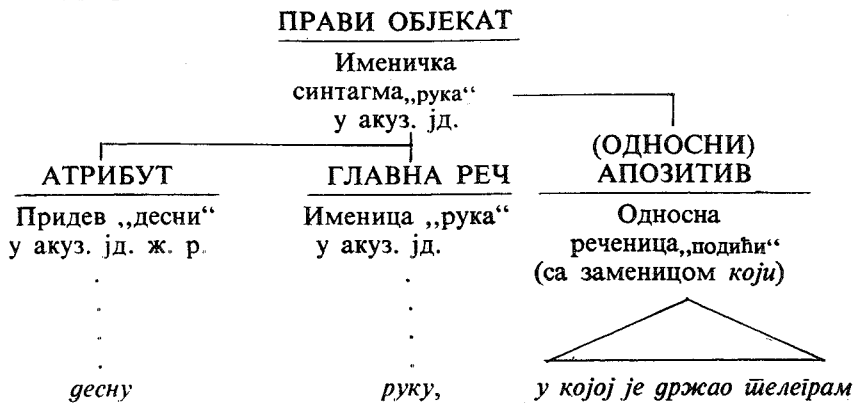 ПРАВИ ОБЈЕКАТ
Именичка
синтагма „рука“
у акуз. јд.
АТРИБУТ
Придев „десни“
у акуз. јд. ж. р.
десну
ГЛАВНА РЕЧ
Именица „рука“
у акуз. јд.
руку,
(ОДНОСНИ)
АПОЗИТИВ
Односна
реченица „подићи“
(са заменицом који)
у којој је држао телеграм